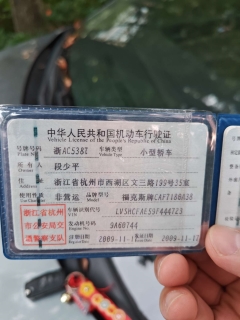 中华人民共和国机动车行驶证
Vehicle License of the People's Republic of China
号牌号码 浙AC5387 车辆类型 小型轿车
Plate No. Vehicle Type
所有人 段少平
Owner
住址 浙江省杭州市西湖区文三路199号35室
Address
使用性质 非营运 品牌型号 福克斯牌CAF7180A38
Use Character Model
浙江省杭州市公安局交通警察支队
车辆识别代号 LVSHCFAE59F444723
VIN
发动机号码 9A60744
Engine No.
注册日期 2009-11- 发证日期 2009-11-
Register Date Issue Date